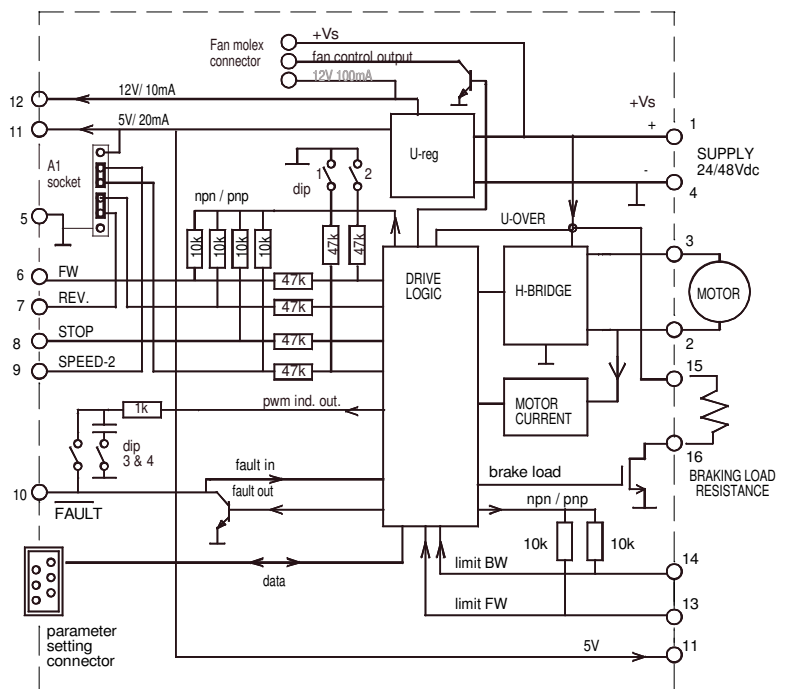 +Vs
Fan molex
connector
fan control output
12V 100mA
12V/ 10mA
12
5V/ 20mA
11
+Vs
1
+
SUPPLY
24/48Vdc
-
4
U-reg
A1
socket
1
2
dip
npn / pnp
5
10k
10k
10k
10k
47k
47k
U-OVER
3
6
FW
47k
DRIVE
LOGIC
H-BRIDGE
MOTOR
7
REV.
47k
8
STOP
47k
2
9
SPEED-2
47k
15
1k
pwm ind. out.
MOTOR
CURRENT
dip
3 & 4
16
BRAKING LOAD
RESISTANCE
fault in
brake load
10
fault out
FAULT
npn / pnp
10k
10k
limit BW
14
data
limit FW
13
parameter
setting
connector
5V
11